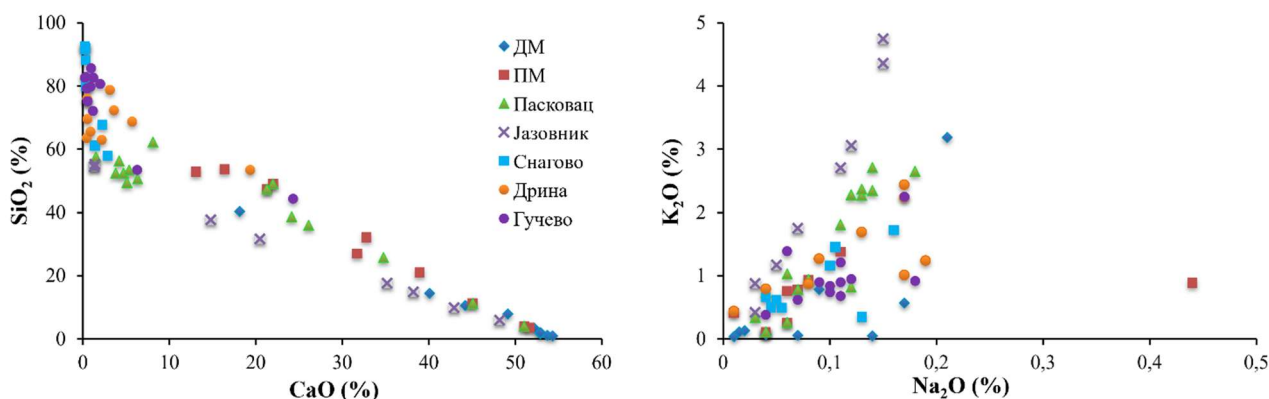 100
80
60
40
20
0
SiO₂ (%)
0 10 20 30 40 50 60
CaO (%)
ДМ
ПМ
Пасковац
Јазовник
Снагово
Дрина
Гучево
5
4
3
2
1
0
K₂O (%)
0 0,1 0,2 0,3 0,4 0,5
Na₂O (%)